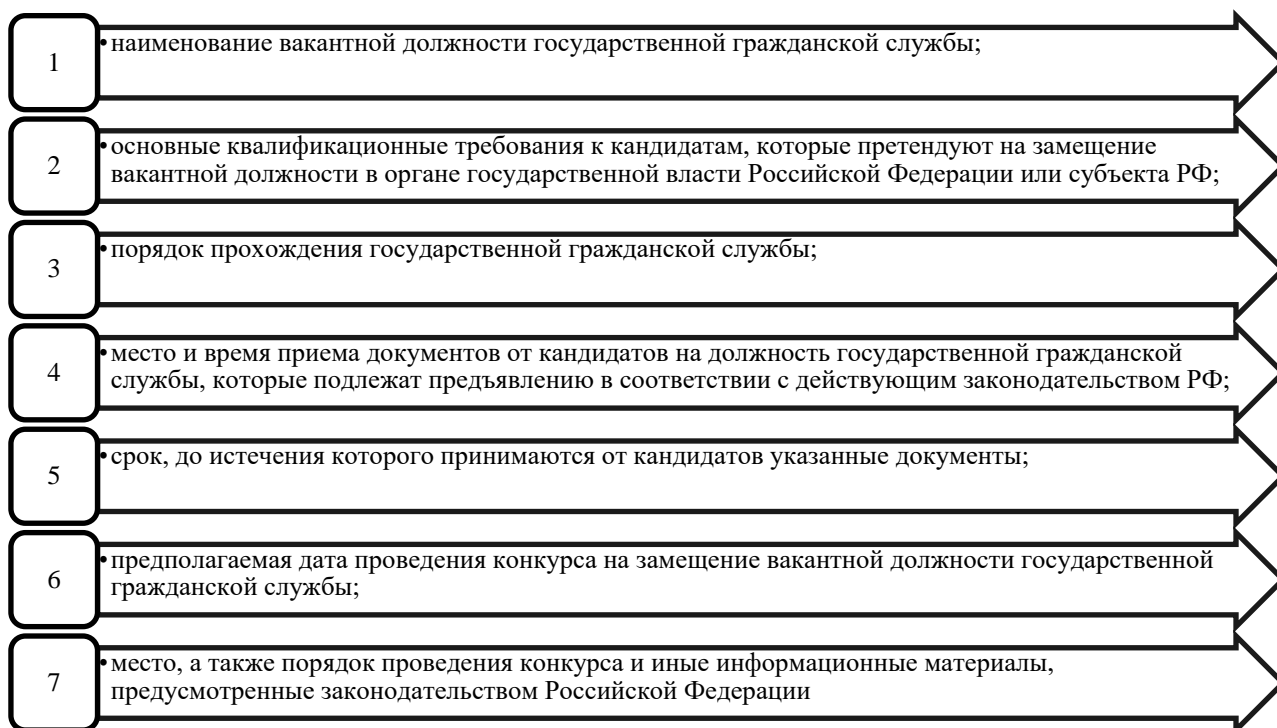 1
•наименование вакантной должности государственной гражданской службы;
2
•основные квалификационные требования к кандидатам, которые претендуют на замещение
вакантной должности в органе государственной власти Российской Федерации или субъекта РФ;
3
•порядок прохождения государственной гражданской службы;
4
•место и время приема документов от кандидатов на должность государственной гражданской
службы, которые подлежат предъявлению в соответствии с действующим законодательством РФ;
5
•срок, до истечения которого принимаются от кандидатов указанные документы;
6
•предполагаемая дата проведения конкурса на замещение вакантной должности государственной
гражданской службы;
7
•место, а также порядок проведения конкурса и иные информационные материалы,
предусмотренные законодательством Российской Федерации